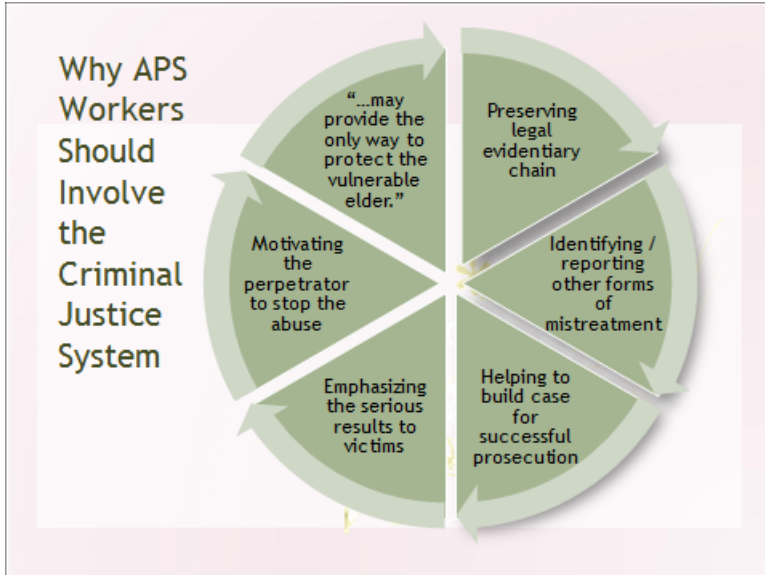 Why APS
Workers
Should
Involve
the
Criminal
Justice
System
Preserving
legal
evidentiary
chain
Identifying /
reporting
other forms
of
mistreatment
Helping to
build case
for
successful
prosecution
Emphasizing
the serious
results to
victims
Motivating
the
perpetrator
to stop the
abuse
“…may
provide the
only way to
protect the
vulnerable
elder.”